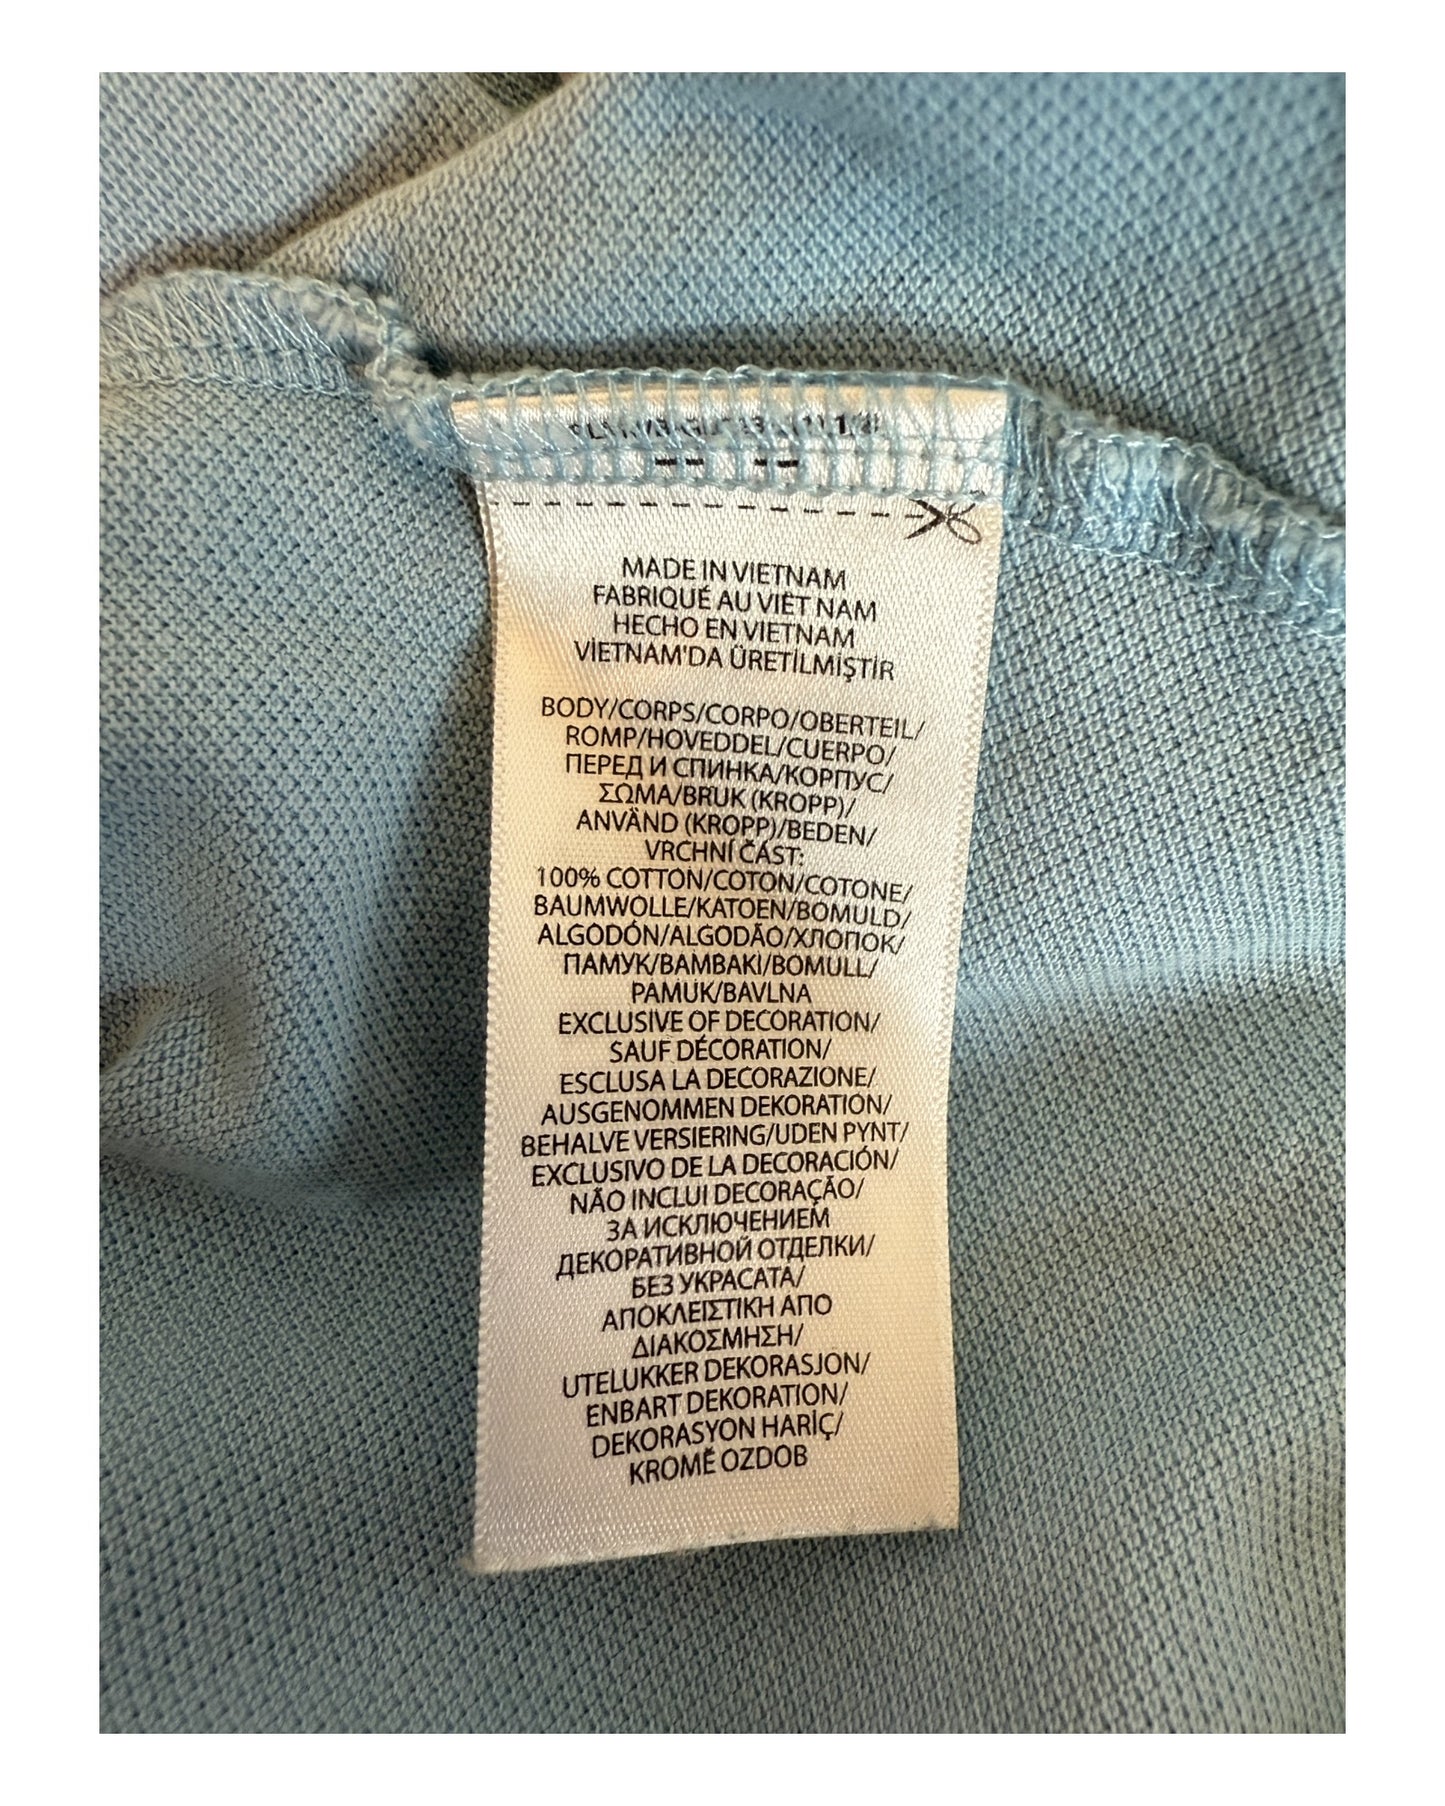 MADE IN VIETNAM
FABRIQUÉ AU VIÊT NAM
HECHO EN VIETNAM
VİETNAM'DA ÜRETİLMİŞTİR
BODY/CORPS/CORPO/OBERTEIL/
ROMP/HOVEDDEL/CUERPO/
ПЕРЕД И СПИНКА/КОРПУС/
ΣΩΜΑ/BRUK (KROPP)/
ANVÄND (KROPP)/BEDEN/
VRCHNÍ ČÁST:
100% COTTON/COTON/COTONE/
BAUMWOLLE/KATOEN/BOMULD/
ALGODÓN/ALGODÃO/ХЛОПОК/
ПАМУК/BAMBAKI/BOMULL/
PAMUK/BAVLNA
EXCLUSIVE OF DECORATION/
SAUF DÉCORATION/
ESCLUSA LA DECORAZIONE/
AUSGENOMMEN DEKORATION/
BEHALVE VERSIERING/UDEN PYNT/
EXCLUSIVO DE LA DECORACIÓN/
NÃO INCLUI DECORAÇÃO/
ЗА ИСКЛЮЧЕНИЕМ
ДЕКОРАТИВНОЙ ОТДЕЛКИ/
БЕЗ УКРАСАТА/
ΑΠΟΚΛΕΙΣΤΙΚΗ ΑΠΟ
ΔΙΑΚΟΣΜΗΣΗ/
UTELUKKER DEKORASJON/
ENBART DEKORATION/
DEKORASYON HARİÇ/
KROMĚ OZDOB